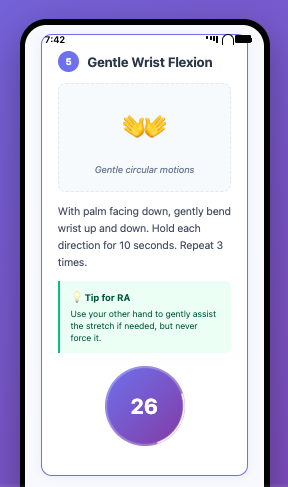 7:42
5 Gentle Wrist Flexion
Gentle circular motions
With palm facing down, gently bend
wrist up and down. Hold each
direction for 10 seconds. Repeat 3
times.
💡 Tip for RA
Use your other hand to gently assist
the stretch if needed, but never
force it.
26